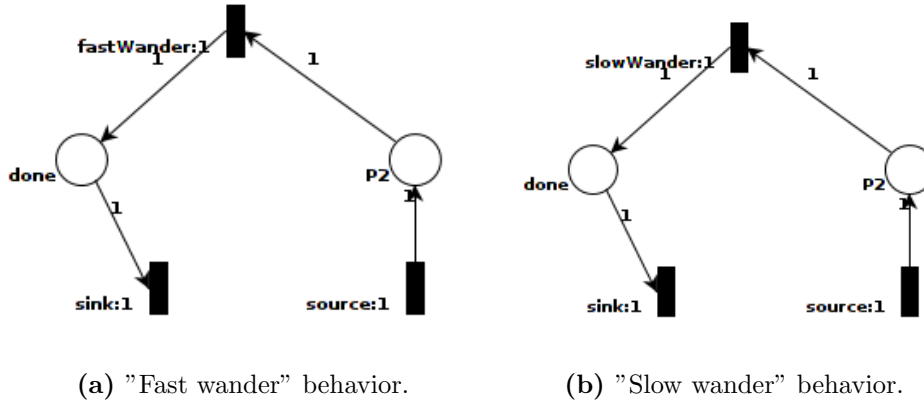 fastWander:1
1
1
done
P2
1
1
sink:1
source:1
slowWander:1
1
1
done
P2
1
1
sink:1
source:1
(a) "Fast wander" behavior.
(b) "Slow wander" behavior.